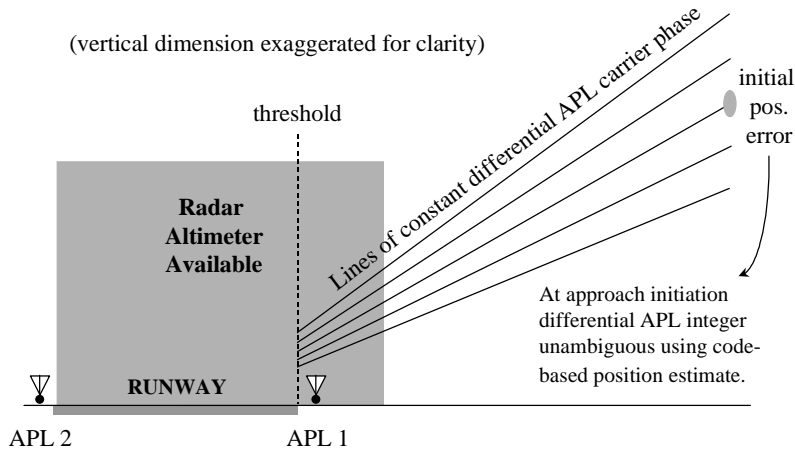 (vertical dimension exaggerated for clarity)
Lines of constant differential APL carrier phase
initial
pos.
error
threshold
Radar
Altimeter
Available
At approach initiation
differential APL integer
unambiguous using code-
based position estimate.
RUNWAY
APL 2
APL 1